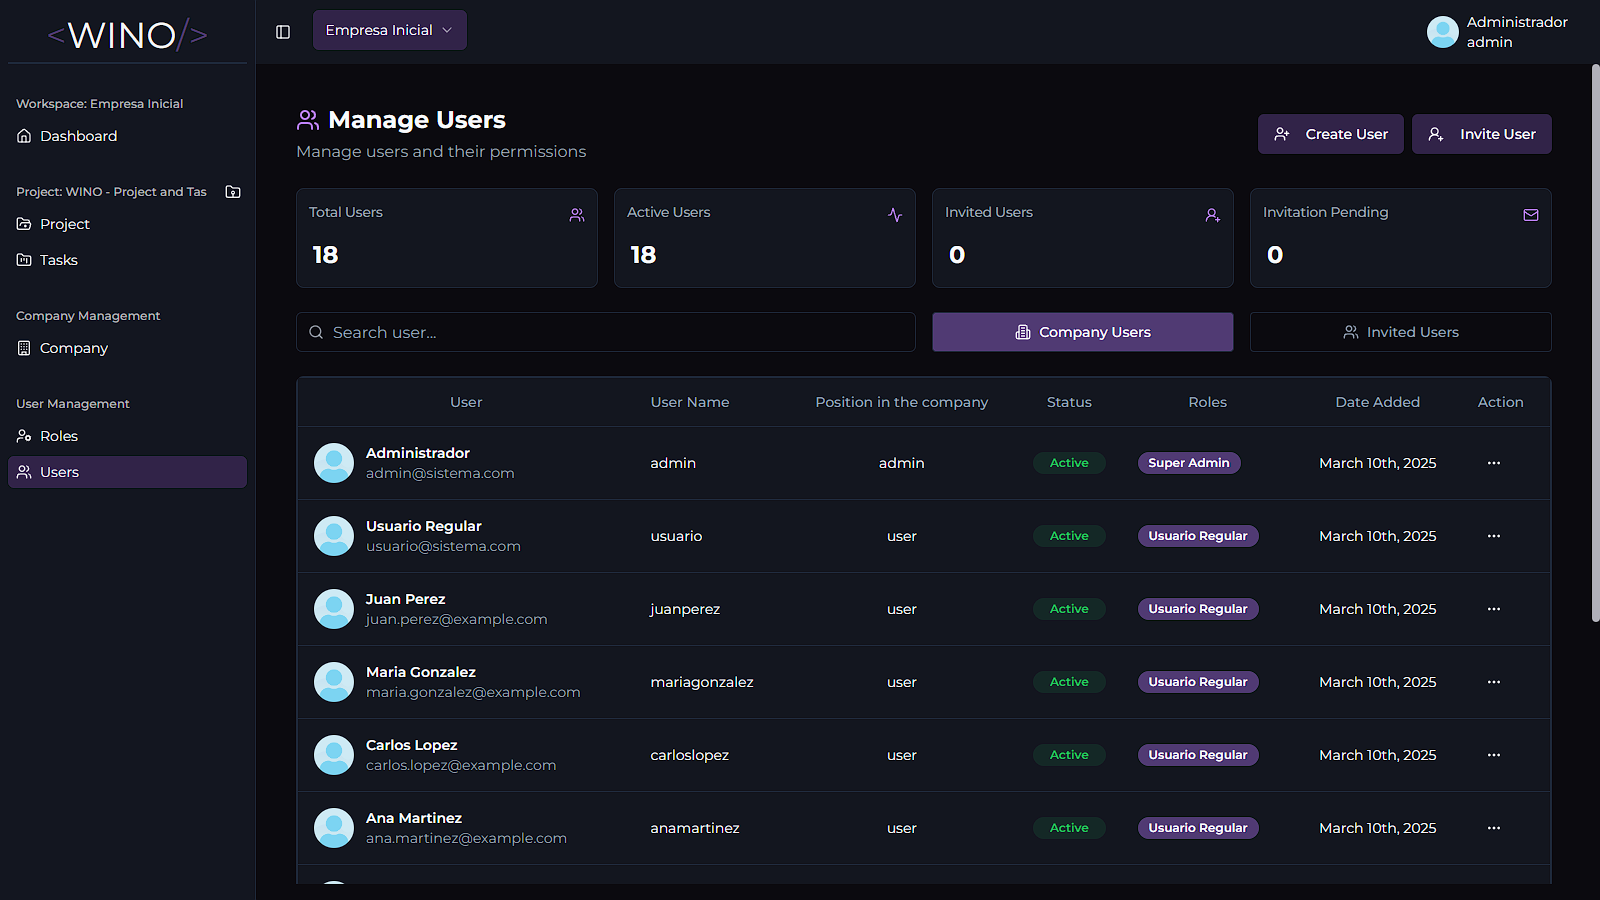 <WINO/>
Empresa Inicial
Administrador
admin
Workspace: Empresa Inicial
Dashboard
Project: WINO - Project and Tas
Project
Tasks
Company Management
Company
User Management
Roles
Users
Manage Users
Manage users and their permissions
Create User
Invite User
Total Users
18
Active Users
18
Invited Users
0
Invitation Pending
0
Search user...
Company Users
Invited Users
User User Name Position in the company Status Roles Date Added Action
Administrador
admin@sistema.com
admin admin Active Super Admin March 10th, 2025
Usuario Regular
usuario@sistema.com
usuario user Active Usuario Regular March 10th, 2025
Juan Perez
juan.perez@example.com
juanperez user Active Usuario Regular March 10th, 2025
Maria Gonzalez
maria.gonzalez@example.com
mariagonzalez user Active Usuario Regular March 10th, 2025
Carlos Lopez
carlos.lopez@example.com
carloslopez user Active Usuario Regular March 10th, 2025
Ana Martinez
ana.martinez@example.com
anamartinez user Active Usuario Regular March 10th, 2025